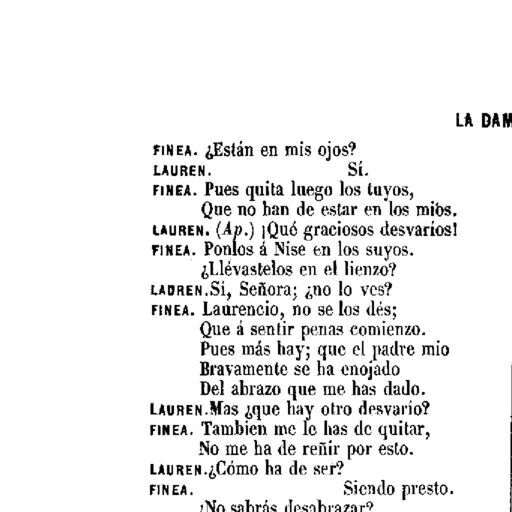 LA DAM
FINEA. ¿Están en mis ojos?
LAUREN. Sí.
FINEA. Pues quita luego los tuyos,
Que no han de estar en los mios.
LAUREN. (Ap.) ¡Qué graciosos desvaríos!
FINEA. Ponlos á Nise en los suyos.
¿Llévastelos en el lienzo?
LAUREN. Sí, Señora; ¿no lo ves?
FINEA. Laurencio, no se los dés;
Que á sentir penas comienzo.
Pues más hay; que el padre mio
Bravamente se ha enojado
Del abrazo que me has dado.
LAUREN. Mas ¿que hay otro desvarío?
FINEA. Tambien me le has de quitar,
No me ha de reñir por esto.
LAUREN. ¿Cómo ha de ser?
FINEA. Siendo presto.
¿No sabrás desabrazar?